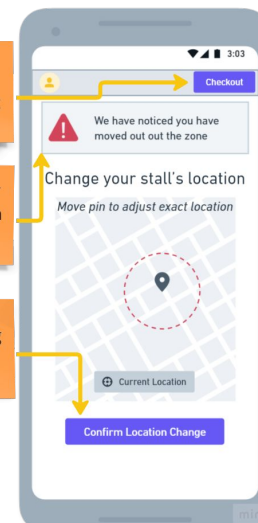 3:03
Checkout
We have noticed you have
moved out out the zone
Change your stall's location
Move pin to adjust exact location
Current Location
Confirm Location Change